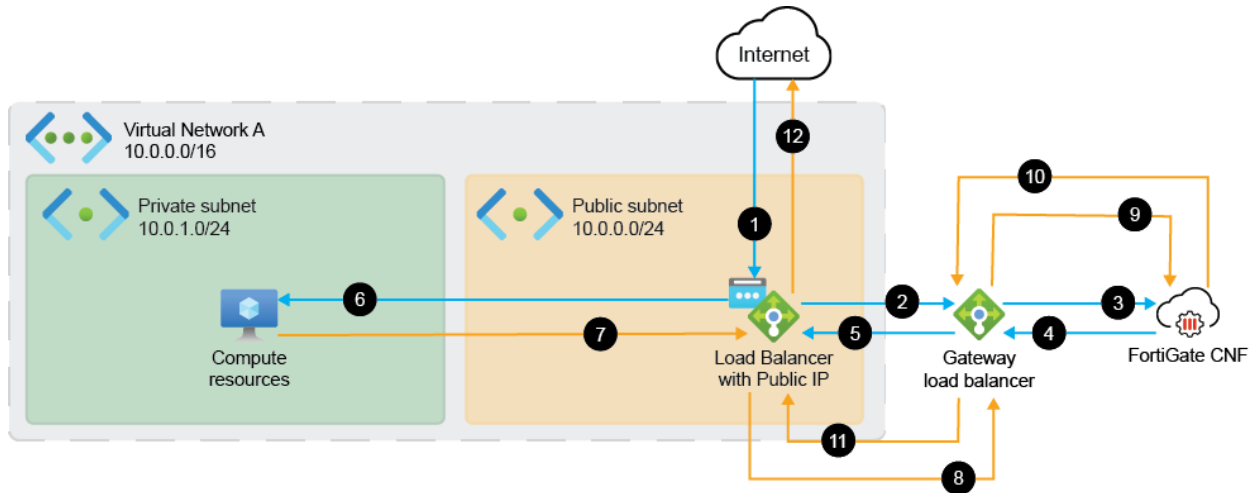 Internet
12
Virtual Network A
10.0.0.0/16
10
Private subnet
10.0.1.0/24
Public subnet
10.0.0.0/24
1
9
6
2
3
7
5
4
Compute
resources
Load Balancer
with Public IP
Gateway
load balancer
FortiGate CNF
11
8